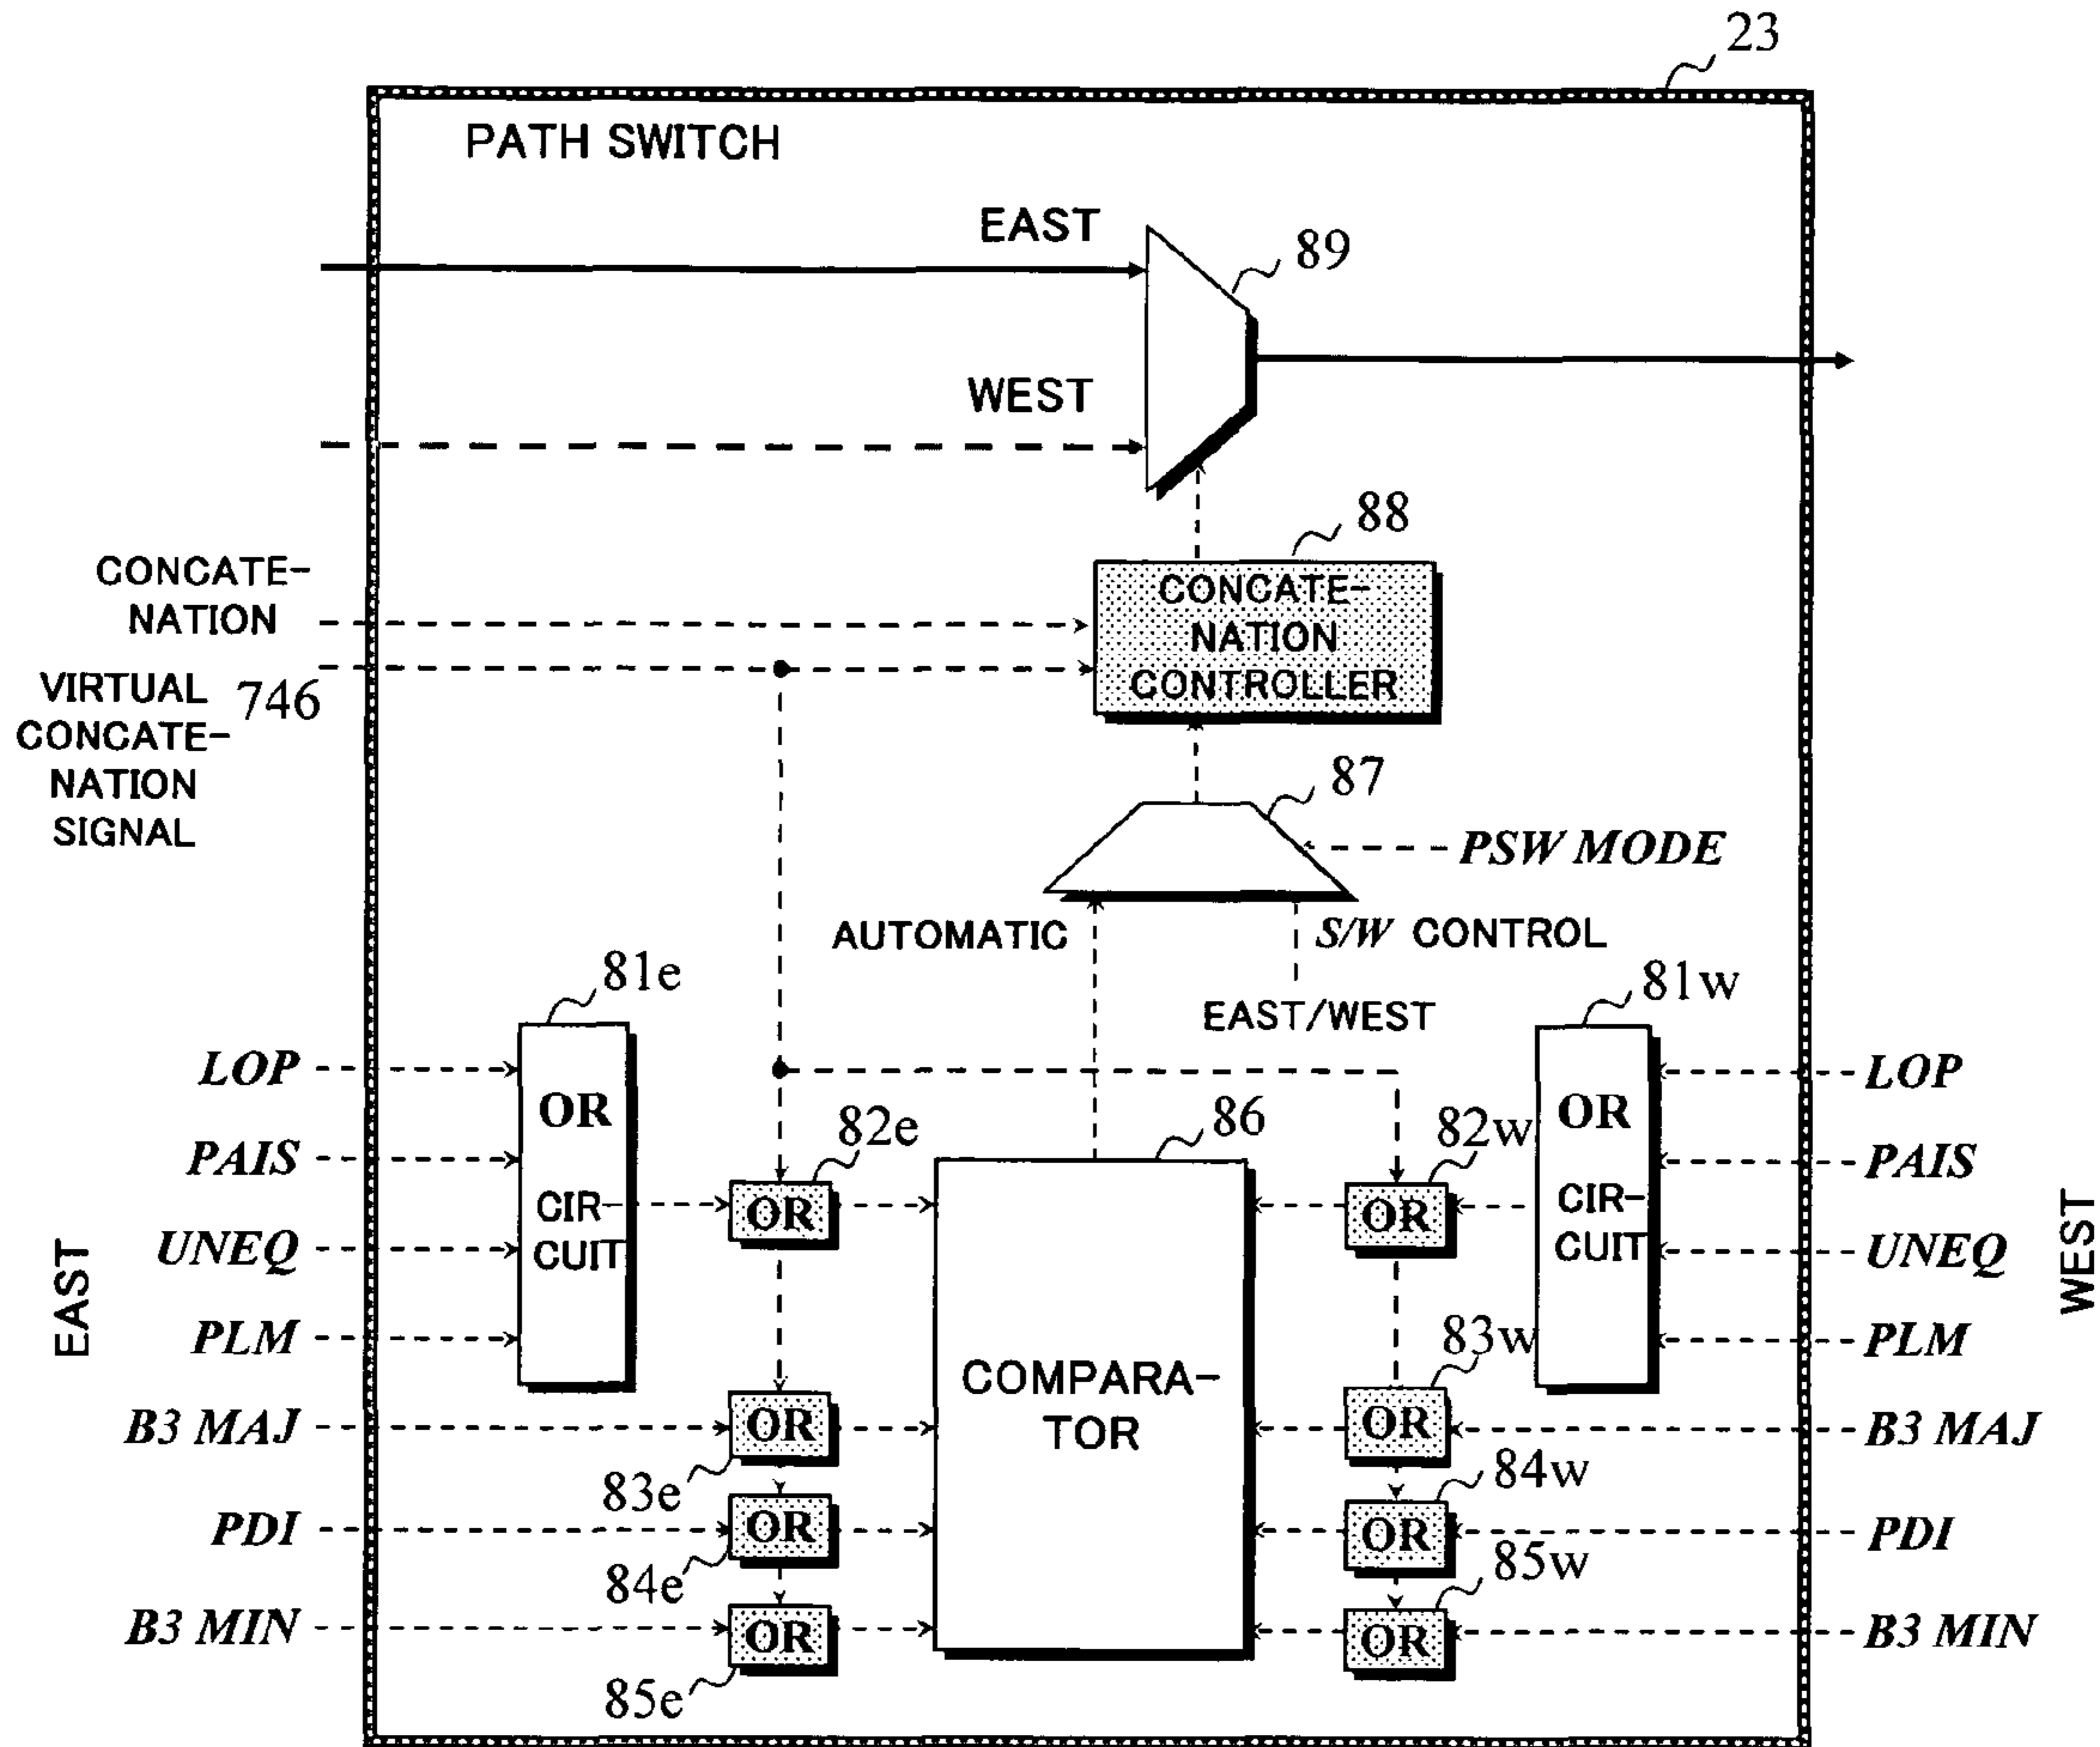 23
PATH SWITCH
EAST
89
WEST
88
CONCATE-
NATION
CONCATE-
NATION
CONTROLLER
VIRTUAL 746
CONCATE-
NATION
SIGNAL
87
PSW MODE
AUTOMATIC
S/W CONTROL
EAST/WEST
81e
81w
LOP
PAIS
UNEQ
PLM
B3 MAJ
PDI
B3 MIN
EAST
OR
CIR-
CUIT
82e
OR
83e
OR
84e
OR
85e
OR
86
COMPARA-
TOR
82w
OR
83w
OR
84w
OR
85w
OR
OR
CIR-
CUIT
LOP
PAIS
UNEQ
PLM
B3 MAJ
PDI
B3 MIN
WEST